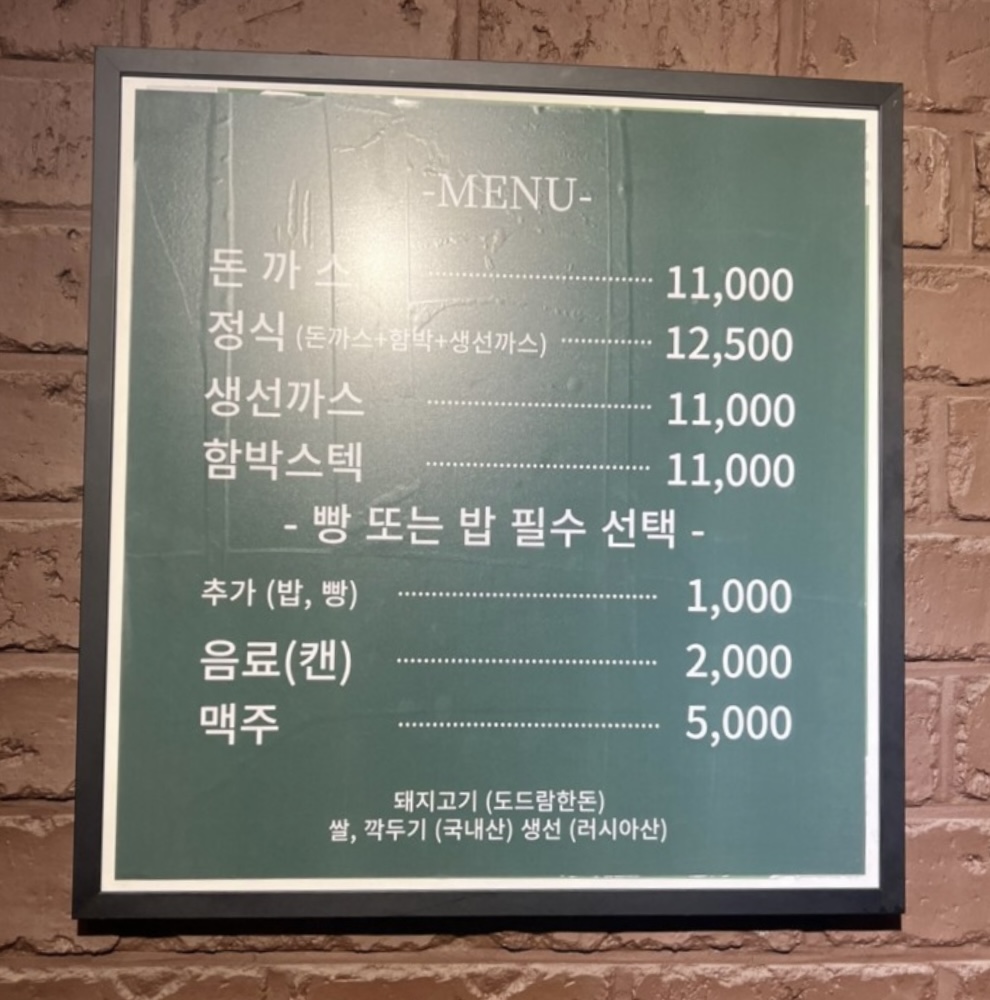 -MENU-
돈 까 스 ........................ 11,000
정식 (돈까스+함박+생선까스) ........... 12,500
생선까스 ........................ 11,000
함박스텍 ........................ 11,000
- 빵 또는 밥 필수 선택 -
추가 (밥, 빵) ........................ 1,000
음료(캔) ........................ 2,000
맥주 ........................ 5,000
돼지고기 (도드람한돈)
쌀, 깍두기 (국내산) 생선 (러시아산)